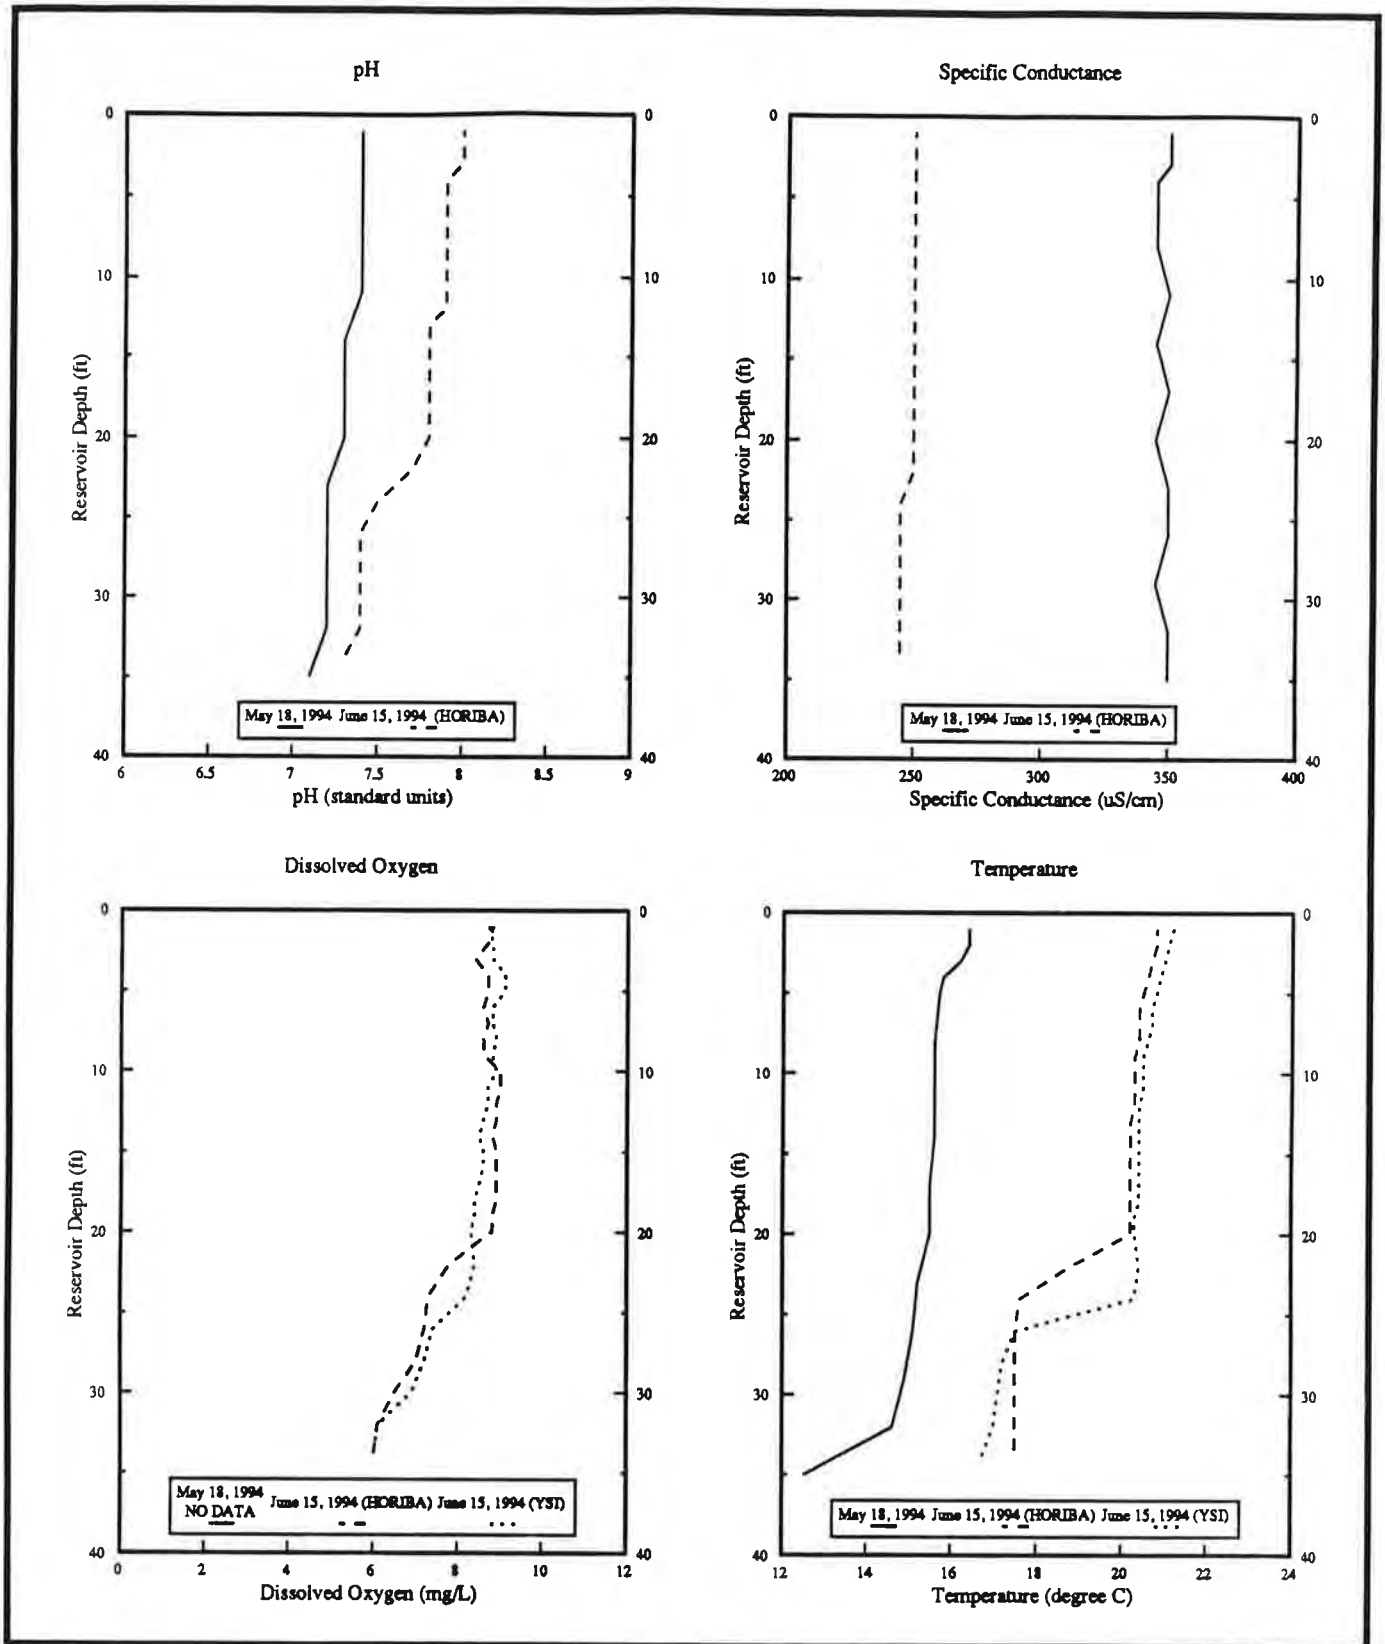 pH
0
10
20
30
40
0
10
20
30
40
Reservoir Depth (ft)
May 18, 1994 June 15, 1994 (HORIBA)
6 6.5 7 7.5 8 8.5 9
pH (standard units)
Specific Conductance
0
10
20
30
40
0
10
20
30
40
Reservoir Depth (ft)
May 18, 1994 June 15, 1994 (HORIBA)
200 250 300 350 400
Specific Conductance (uS/cm)
Dissolved Oxygen
0
10
20
30
40
0
10
20
30
40
Reservoir Depth (ft)
May 18, 1994
NO DATA
June 15, 1994 (HORIBA) June 15, 1994 (YSI)
0 2 4 6 8 10 12
Dissolved Oxygen (mg/L)
Temperature
0
10
20
30
40
0
10
20
30
40
Reservoir Depth (ft)
May 18, 1994 June 15, 1994 (HORIBA) June 15, 1994 (YSI)
12 14 16 18 20 22 24
Temperature (degree C)